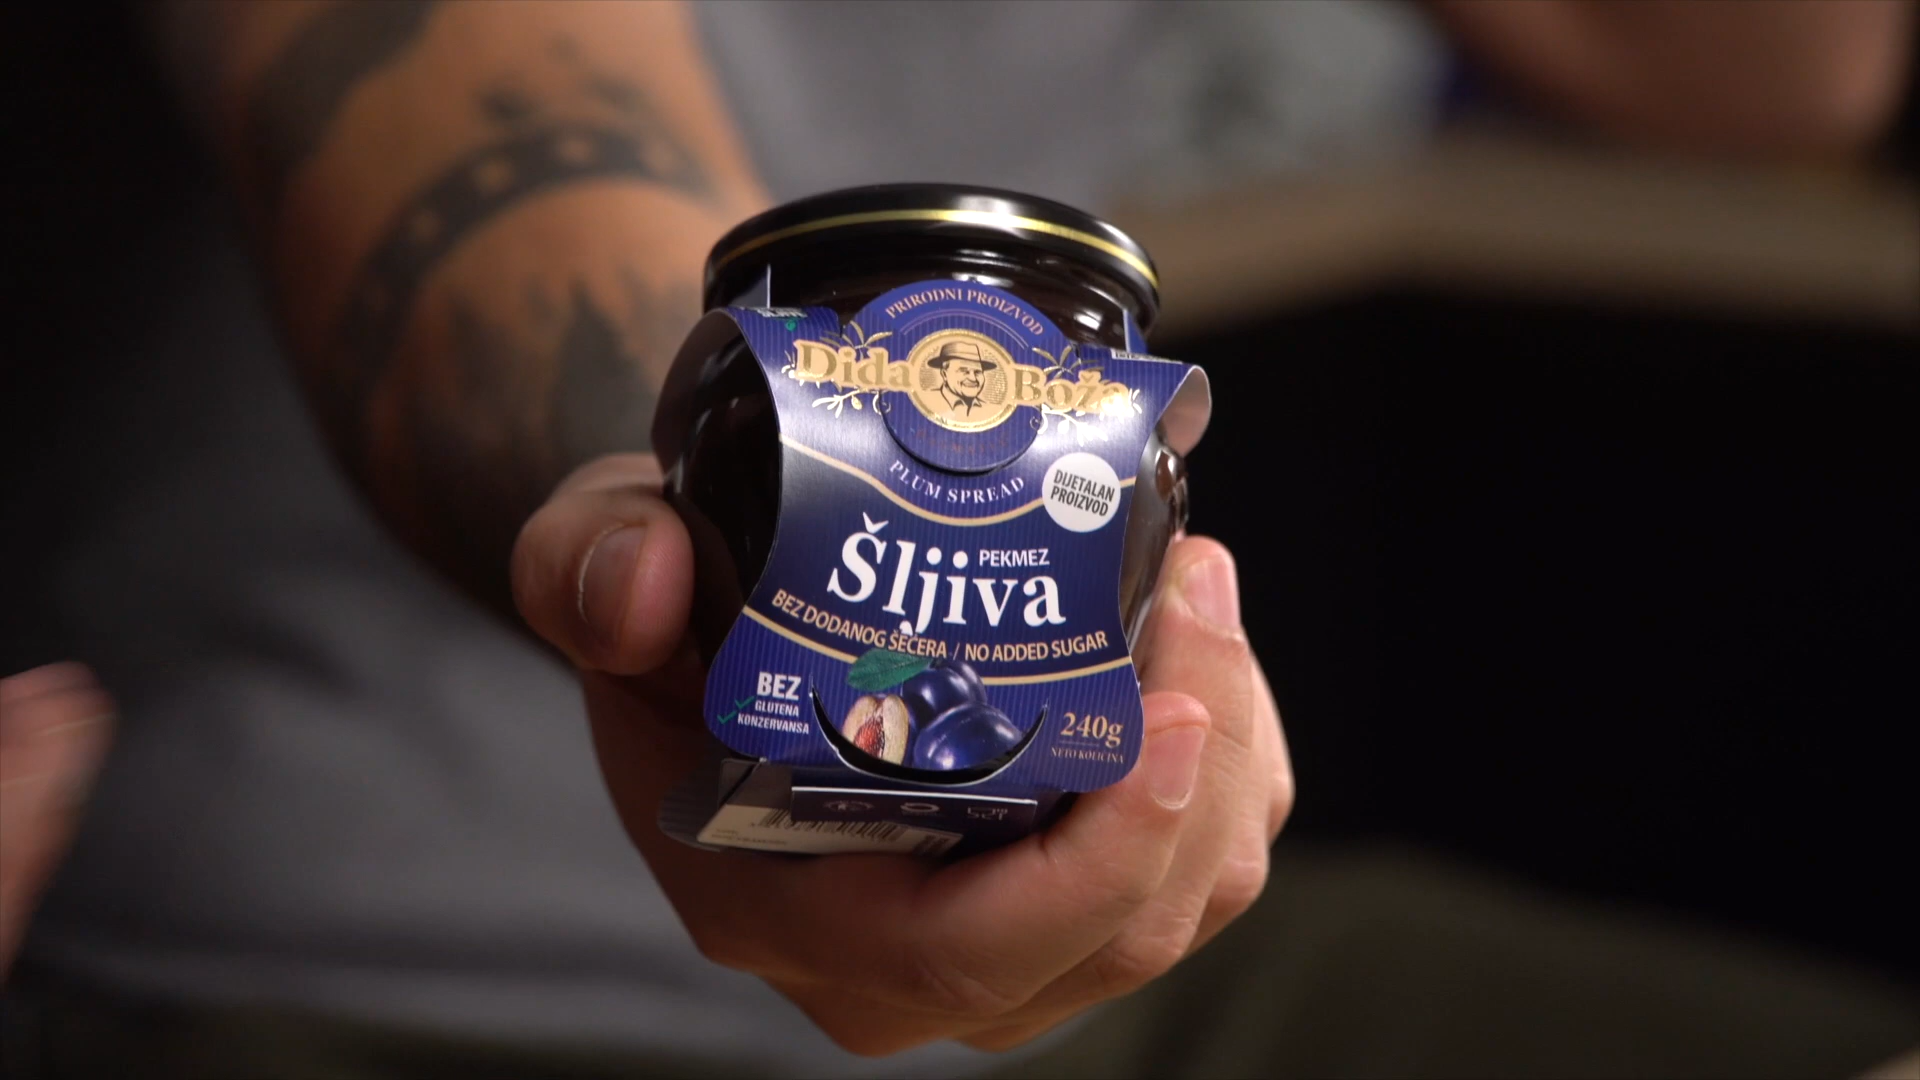 PRIRODNI PROIZVOD
Dida Boža
PLUM SPREAD
DIJETALAN
PROIZVOD
PEKMEZ
Šljiva
BEZ DODANOG ŠEĆERA / NO ADDED SUGAR
BEZ
GLUTENA
KONZERVANSA
240g
NETO KOLIČINA